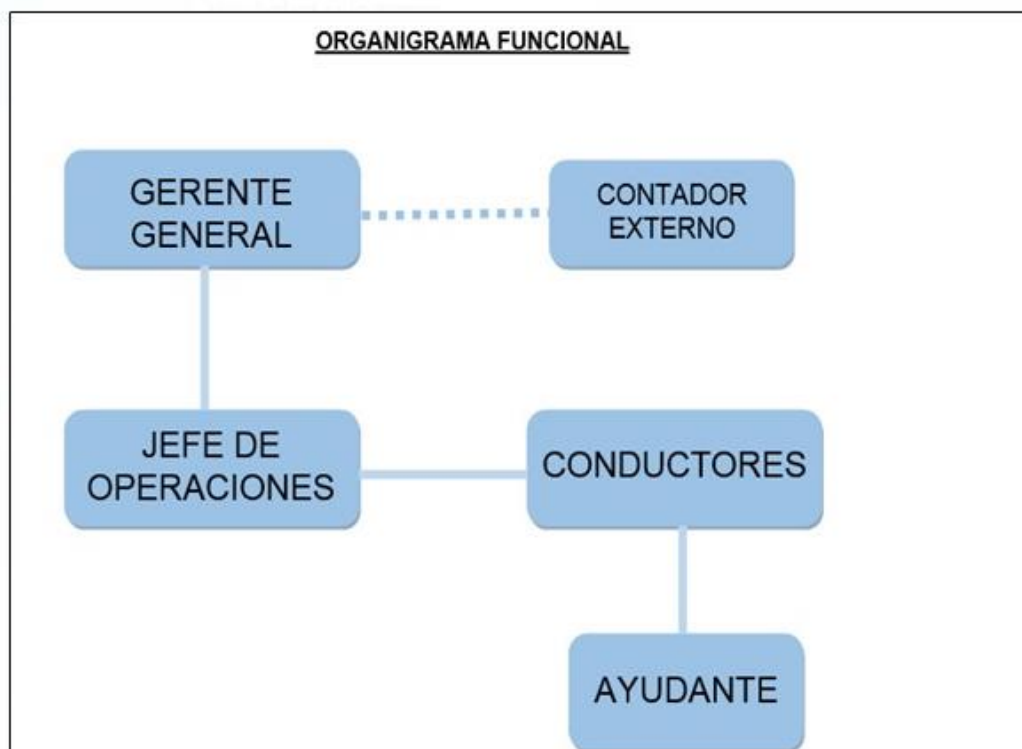 ORGANIGRAMA FUNCIONAL
GERENTE
GENERAL
CONTADOR
EXTERNO
JEFE DE
OPERACIONES
CONDUCTORES
AYUDANTE